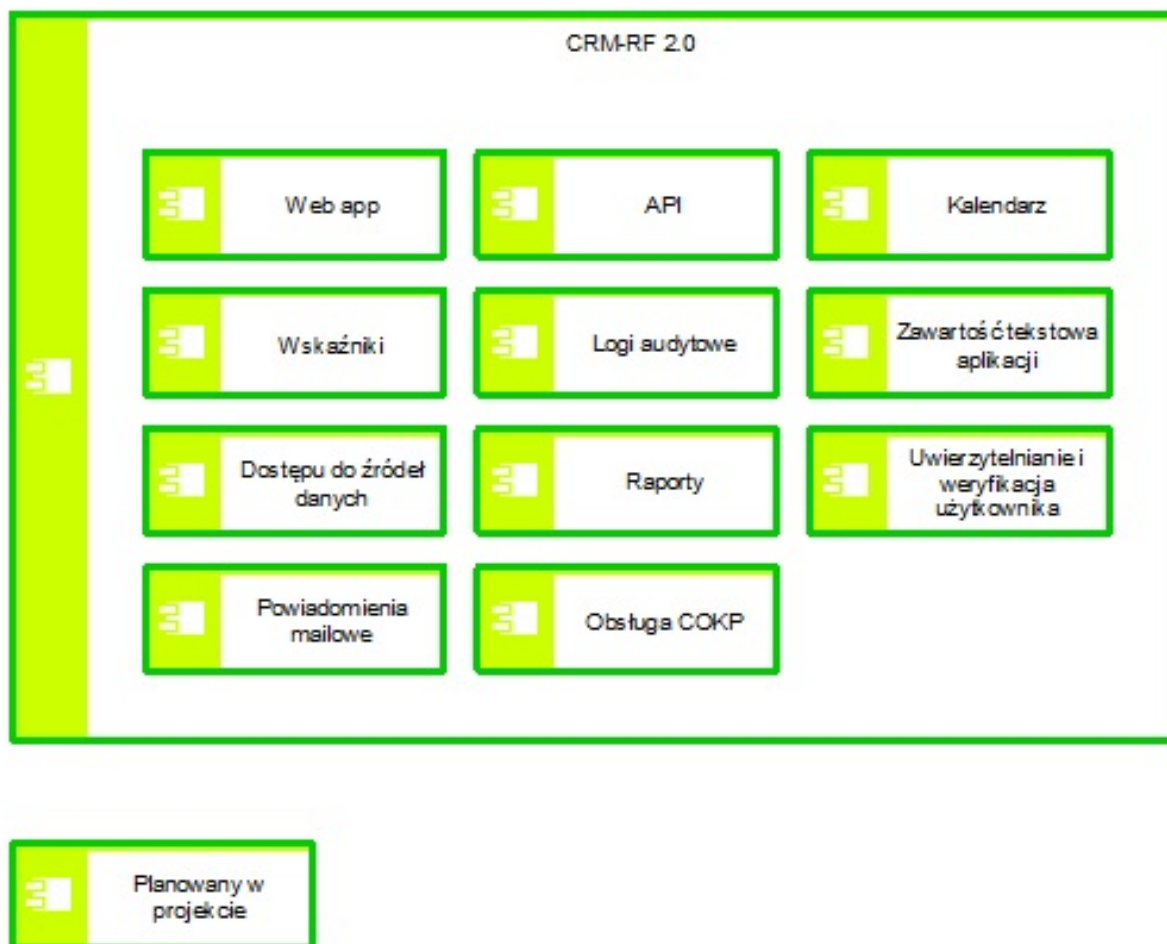 CRM-RF 2.0
Web app
API
Kalendarz
Wskaźniki
Logi audytowe
Zawartość tekstowa
aplikacji
Dostępu do źródeł
danych
Raporty
Uwierzytelnianie i
weryfikacja
użytkownika
Powiadomienia
mailowe
Obsługa COKP
Planowany w
projekcie